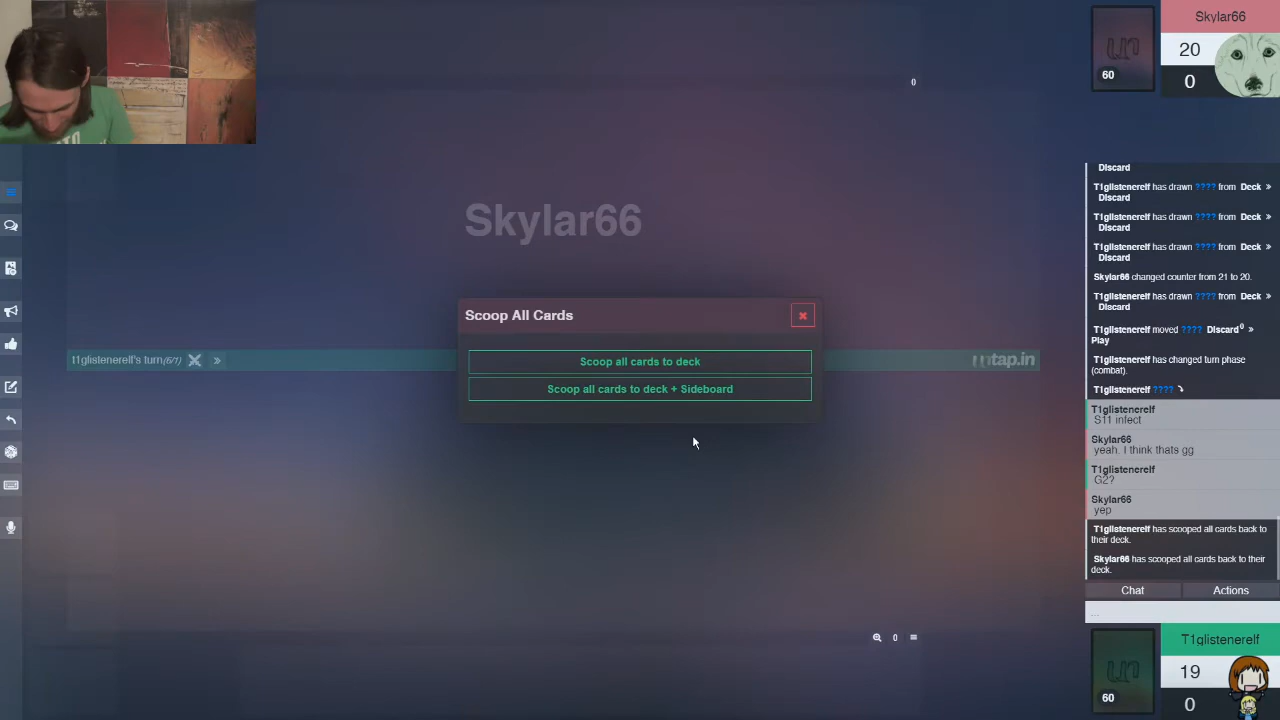 Skylar66
20
0
60
0
Skylar66
Discard
T1glistenerelf has drawn ???? from Deck »
Discard
T1glistenerelf has drawn ???? from Deck »
Discard
T1glistenerelf has drawn ???? from Deck »
Discard
Skylar66 changed counter from 21 to 20.
T1glistenerelf has drawn ???? from Deck »
Discard
T1glistenerelf moved ???? Discard⁰ »
Play
T1glistenerelf has changed turn phase
(combat).
T1glistenerelf ????
T1glistenerelf
S11 infect
Skylar66
yeah. I think thats gg
T1glistenerelf
G2?
Skylar66
yep
T1glistenerelf has scooped all cards back to
their deck.
Skylar66 has scooped all cards back to their
deck.
Chat Actions
...
Scoop All Cards
Scoop all cards to deck
Scoop all cards to deck + Sideboard
T1glistenerelf's turn(6/7) »
untap.in
0
T1glistenerelf
19
0
60